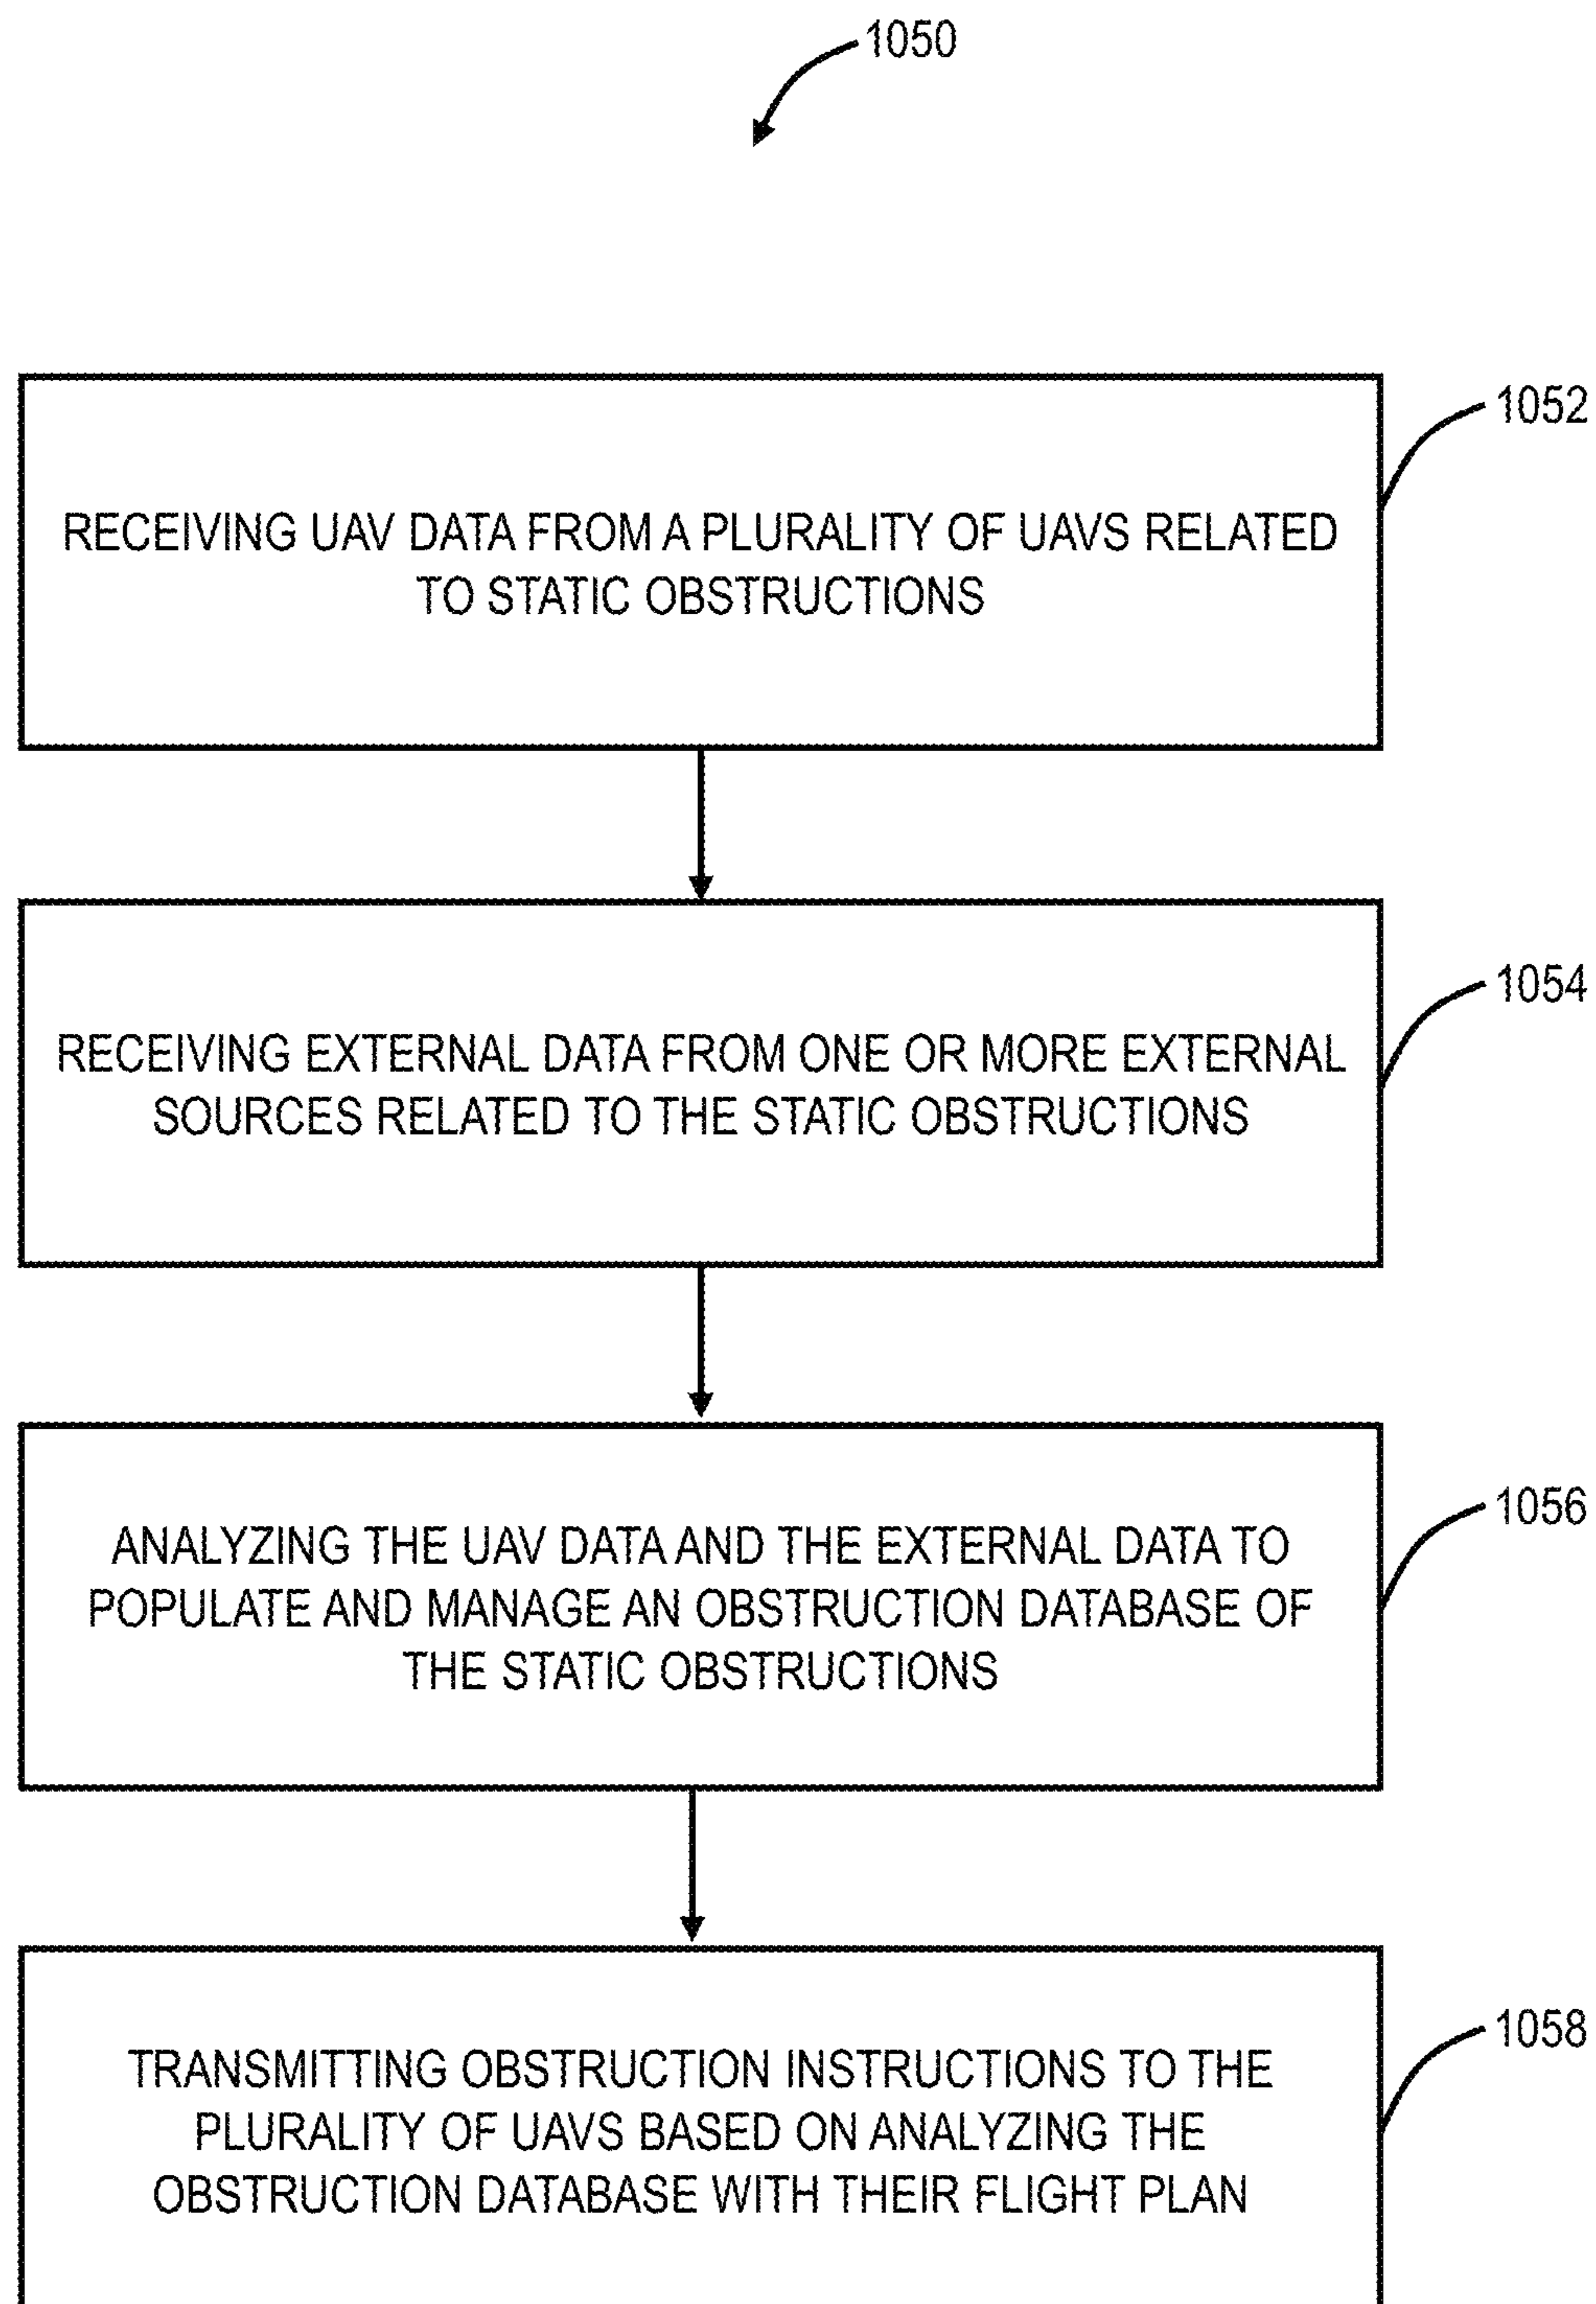 1050
1052
RECEIVING UAV DATA FROM A PLURALITY OF UAVS RELATED
TO STATIC OBSTRUCTIONS
1054
RECEIVING EXTERNAL DATA FROM ONE OR MORE EXTERNAL
SOURCES RELATED TO THE STATIC OBSTRUCTIONS
1056
ANALYZING THE UAV DATA AND THE EXTERNAL DATA TO
POPULATE AND MANAGE AN OBSTRUCTION DATABASE OF
THE STATIC OBSTRUCTIONS
1058
TRANSMITTING OBSTRUCTION INSTRUCTIONS TO THE
PLURALITY OF UAVS BASED ON ANALYZING THE
OBSTRUCTION DATABASE WITH THEIR FLIGHT PLAN